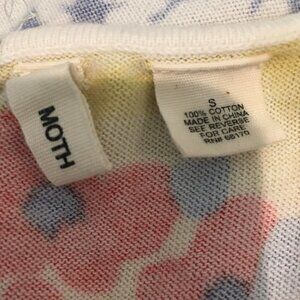 MOTH
S
100% COTTON
MADE IN CHINA
SEE REVERSE
FOR CARE
RN# 66170